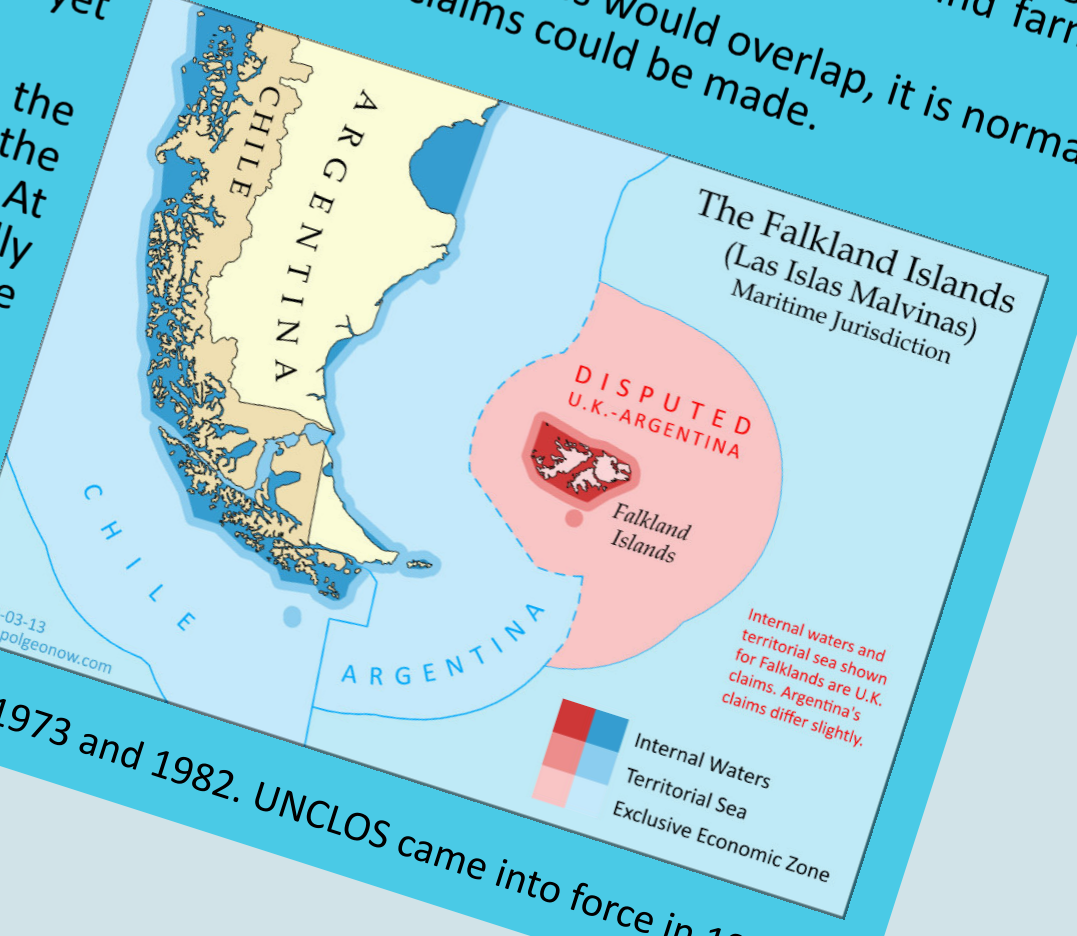 yet
the
the
At
lly
e
s would overlap, it is norma
claims could be made.
The Falkland Islands
(Las Islas Malvinas)
Maritime Jurisdiction
CHILE
ARGENTINA
DISPUTED
U.K.-ARGENTINA
Falkland
Islands
CHILE
ARGENTINA
-03-13
polgeonow.com
Internal waters and
territorial sea shown
for Falklands are U.K.
claims. Argentina's
claims differ slightly.
Internal Waters
Territorial Sea
Exclusive Economic Zone
1973 and 1982. UNCLOS came into force in